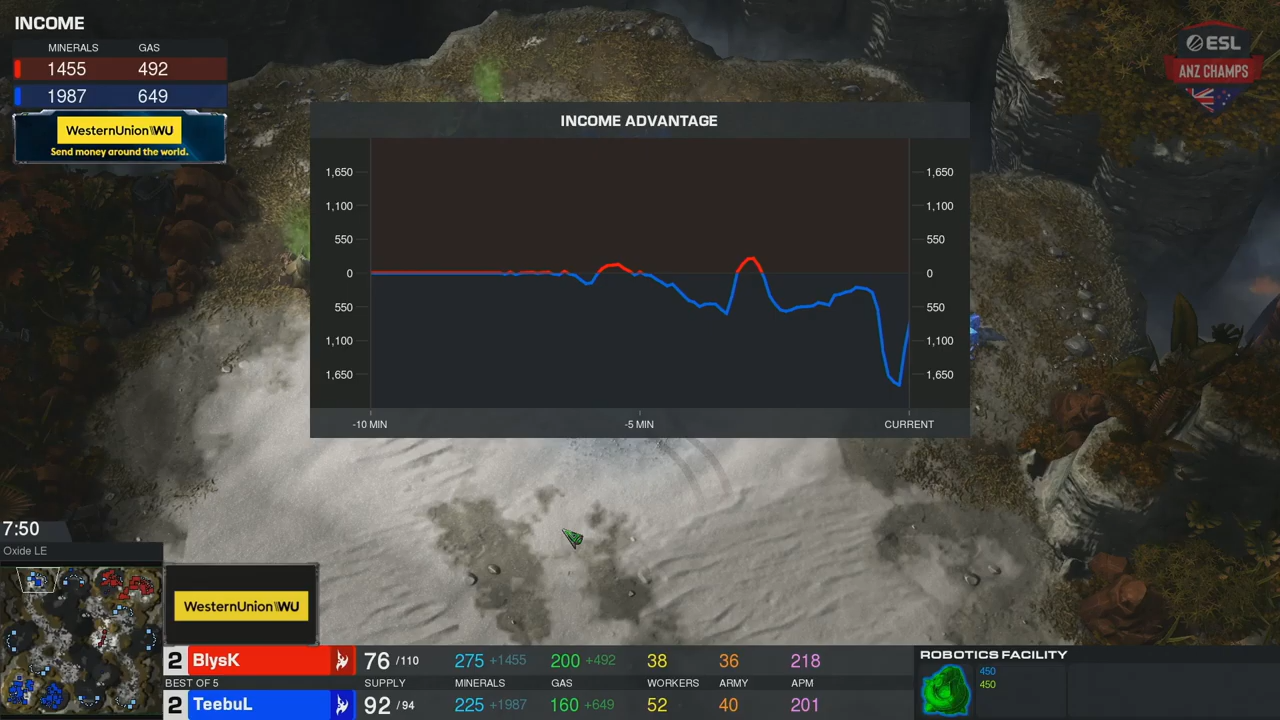 INCOME
MINERALS GAS
1455 492
1987 649
WesternUnion\\WU
Send money around the world.
ESL
ANZ CHAMPS
INCOME ADVANTAGE
1,650 1,650
1,100 1,100
550 550
0 0
550 550
1,100 1,100
1,650 1,650
-10 MIN -5 MIN CURRENT
7:50
Oxide LE
WesternUnion\\WU
2 BlysK 76 /110 275 +1455 200 +492 38 36 218
BEST OF 5 SUPPLY MINERALS GAS WORKERS ARMY APM
2 TeebuL 92 /94 225 +1987 160 +649 52 40 201
ROBOTICS FACILITY
450
450